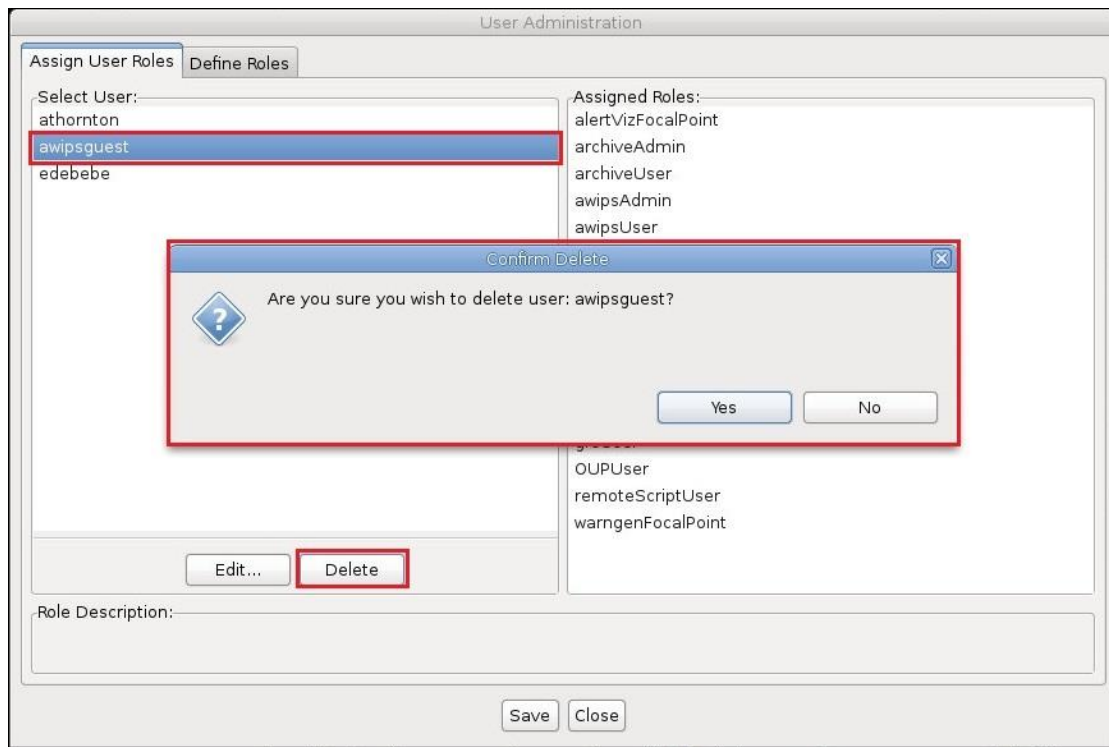 User Administration
Assign User Roles
Define Roles
Select User:
athornton
awipsguest
edebebe
Assigned Roles:
alertVizFocalPoint
archiveAdmin
archiveUser
awipsAdmin
awipsUser
Confirm Delete
Are you sure you wish to delete user: awipsguest?
Yes
No
OUPUser
remoteScriptUser
warngenFocalPoint
Edit...
Delete
Role Description:
Save
Close